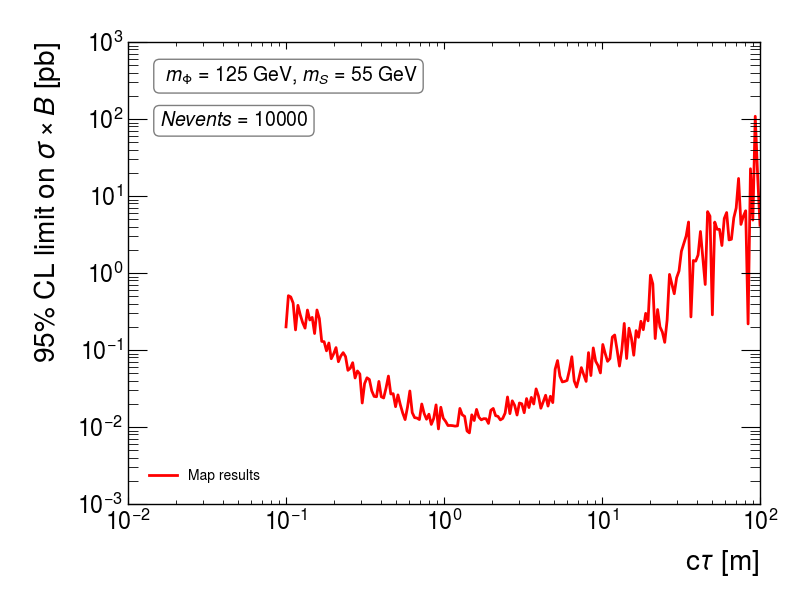 95% CL limit on σ × B [pb]
10³
10²
10¹
10⁰
10⁻¹
10⁻²
10⁻³
m_Φ = 125 GeV, m_S = 55 GeV
Nevents = 10000
Map results
10⁻² 10⁻¹ 10⁰ 10¹ 10²
cτ [m]